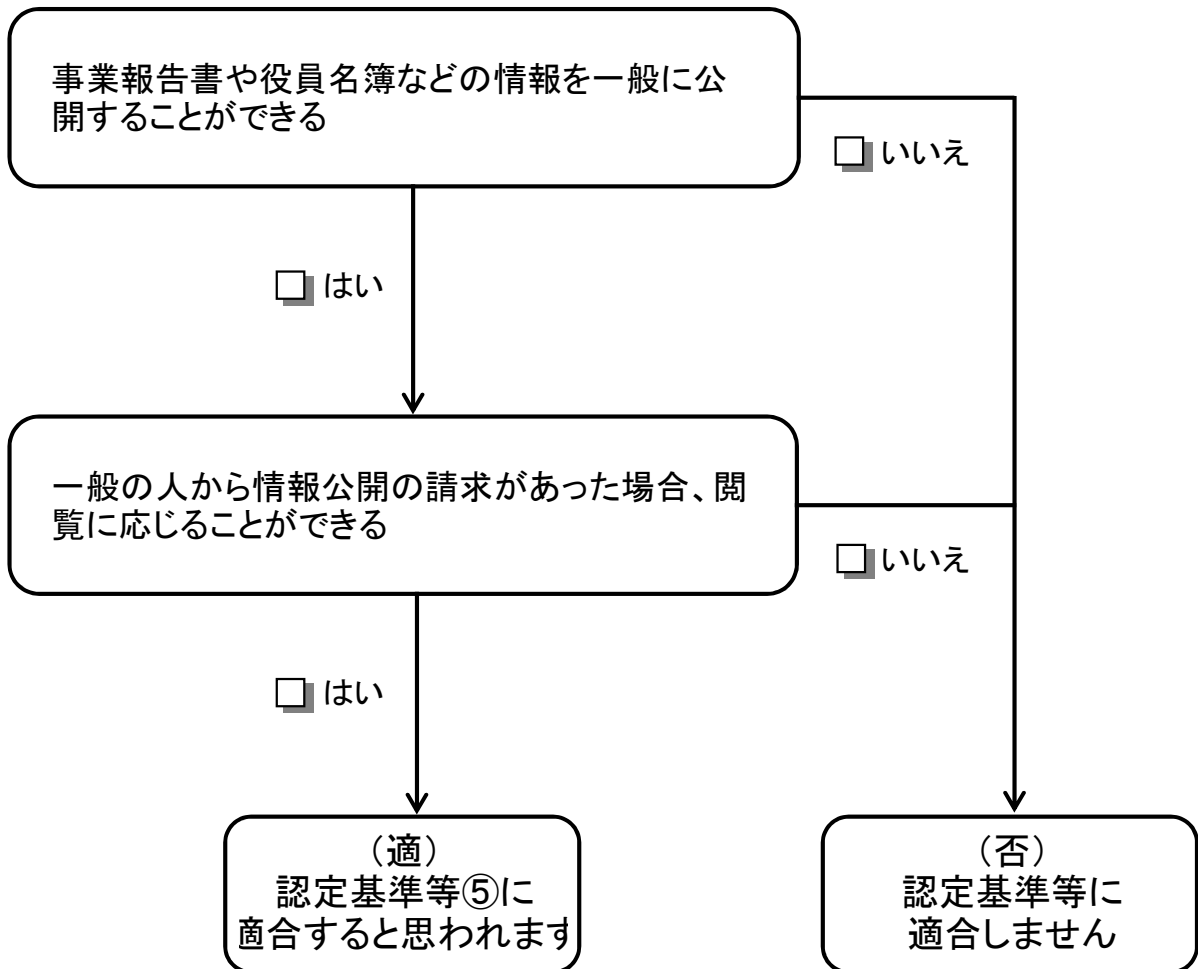 事業報告書や役員名簿などの情報を一般に公
開することができる
□ いいえ
□ はい
一般の人から情報公開の請求があった場合、閲
覧に応じることができる
□ いいえ
□ はい
（適）
認定基準等⑤に
適合すると思われます
（否）
認定基準等に
適合しません